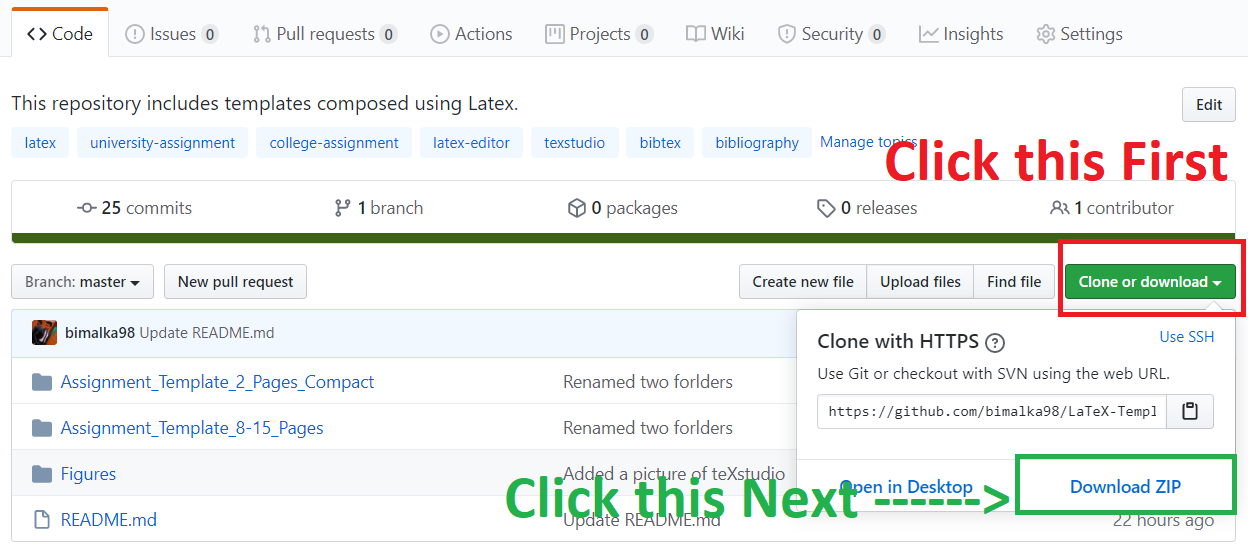 Code Issues 0 Pull requests 0 Actions Projects 0 Wiki Security 0 Insights Settings
This repository includes templates composed using Latex. Edit
latex university-assignment college-assignment latex-editor texstudio bibtex bibliography Manage topics
Click this First
25 commits 1 branch 0 packages 0 releases 1 contributor
Branch: master New pull request Create new file Upload files Find file Clone or download
bimalka98 Update README.md
Clone with HTTPS ? Use SSH
Use Git or checkout with SVN using the web URL.
Assignment_Template_2_Pages_Compact Renamed two forlders
https://github.com/bimalka98/LaTeX-Templ
Assignment_Template_8-15_Pages Renamed two forlders
Figures Added a picture of teXstudio
Open in Desktop Download ZIP
Click this Next ------>
README.md Update README.md 22 hours ago